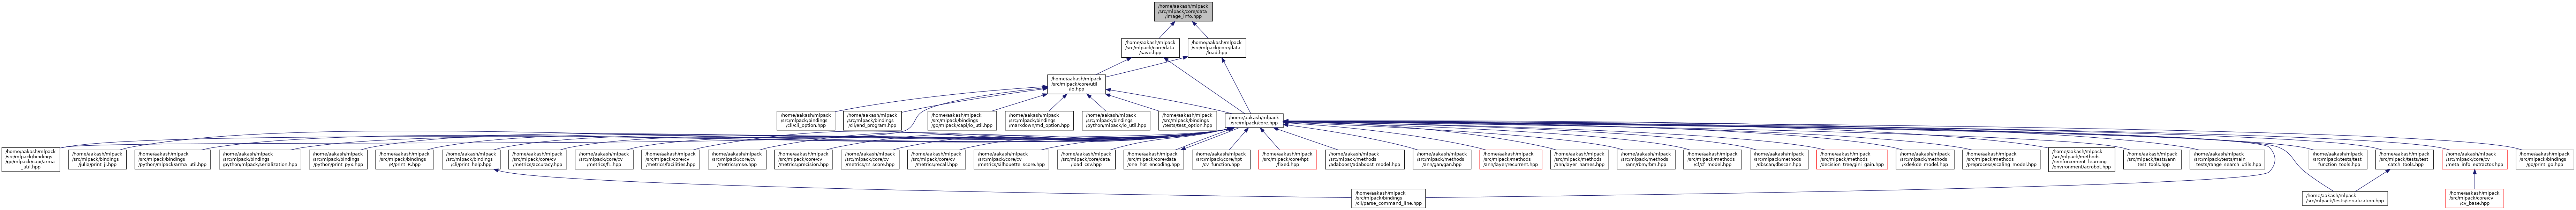 /home/aakash/mlpack
/src/mlpack/core/data
/image_info.hpp
/home/aakash/mlpack
/src/mlpack/core/data
/save.hpp
/home/aakash/mlpack
/src/mlpack/core/data
/load.hpp
/home/aakash/mlpack
/src/mlpack/core/util
/io.hpp
/home/aakash/mlpack
/src/mlpack/bindings
/cli/cli_option.hpp
/home/aakash/mlpack
/src/mlpack/bindings
/cli/end_program.hpp
/home/aakash/mlpack
/src/mlpack/bindings
/go/mlpack/capi/io_util.hpp
/home/aakash/mlpack
/src/mlpack/bindings
/markdown/md_option.hpp
/home/aakash/mlpack
/src/mlpack/bindings
/python/mlpack/io_util.hpp
/home/aakash/mlpack
/src/mlpack/bindings
/tests/test_option.hpp
/home/aakash/mlpack
/src/mlpack/core.hpp
/home/aakash/mlpack
/src/mlpack/bindings
/go/mlpack/capi/arma
_util.hpp
/home/aakash/mlpack
/src/mlpack/bindings
/julia/print_jl.hpp
/home/aakash/mlpack
/src/mlpack/bindings
/python/mlpack/arma_util.hpp
/home/aakash/mlpack
/src/mlpack/bindings
/python/mlpack/serialization.hpp
/home/aakash/mlpack
/src/mlpack/bindings
/python/print_pyx.hpp
/home/aakash/mlpack
/src/mlpack/bindings
/R/print_R.hpp
/home/aakash/mlpack
/src/mlpack/bindings
/cli/print_help.hpp
/home/aakash/mlpack
/src/mlpack/core/cv
/metrics/accuracy.hpp
/home/aakash/mlpack
/src/mlpack/core/cv
/metrics/f1.hpp
/home/aakash/mlpack
/src/mlpack/core/cv
/metrics/facilities.hpp
/home/aakash/mlpack
/src/mlpack/core/cv
/metrics/mse.hpp
/home/aakash/mlpack
/src/mlpack/core/cv
/metrics/precision.hpp
/home/aakash/mlpack
/src/mlpack/core/cv
/metrics/r2_score.hpp
/home/aakash/mlpack
/src/mlpack/core/cv
/metrics/recall.hpp
/home/aakash/mlpack
/src/mlpack/core/cv
/metrics/silhouette_score.hpp
/home/aakash/mlpack
/src/mlpack/core/data
/load_csv.hpp
/home/aakash/mlpack
/src/mlpack/core/data
/one_hot_encoding.hpp
/home/aakash/mlpack
/src/mlpack/core/hpt
/cv_function.hpp
/home/aakash/mlpack
/src/mlpack/core/hpt
/fixed.hpp
/home/aakash/mlpack
/src/mlpack/methods
/adaboost/adaboost_model.hpp
/home/aakash/mlpack
/src/mlpack/methods
/ann/gan/gan.hpp
/home/aakash/mlpack
/src/mlpack/methods
/ann/layer/recurrent.hpp
/home/aakash/mlpack
/src/mlpack/methods
/ann/layer_names.hpp
/home/aakash/mlpack
/src/mlpack/methods
/ann/rbm/rbm.hpp
/home/aakash/mlpack
/src/mlpack/methods
/cf/cf_model.hpp
/home/aakash/mlpack
/src/mlpack/methods
/dbscan/dbscan.hpp
/home/aakash/mlpack
/src/mlpack/methods
/decision_tree/gini_gain.hpp
/home/aakash/mlpack
/src/mlpack/methods
/kde/kde_model.hpp
/home/aakash/mlpack
/src/mlpack/methods
/preprocess/scaling_model.hpp
/home/aakash/mlpack
/src/mlpack/methods
/reinforcement_learning
/environment/acrobot.hpp
/home/aakash/mlpack
/src/mlpack/tests/ann
_test_tools.hpp
/home/aakash/mlpack
/src/mlpack/tests/main
_tests/range_search_utils.hpp
/home/aakash/mlpack
/src/mlpack/tests/test
_function_tools.hpp
/home/aakash/mlpack
/src/mlpack/tests/test
_catch_tools.hpp
/home/aakash/mlpack
/src/mlpack/core/cv
/meta_info_extractor.hpp
/home/aakash/mlpack
/src/mlpack/bindings
/go/print_go.hpp
/home/aakash/mlpack
/src/mlpack/bindings
/cli/parse_command_line.hpp
/home/aakash/mlpack
/src/mlpack/tests/serialization.hpp
/home/aakash/mlpack
/src/mlpack/core/cv
/cv_base.hpp